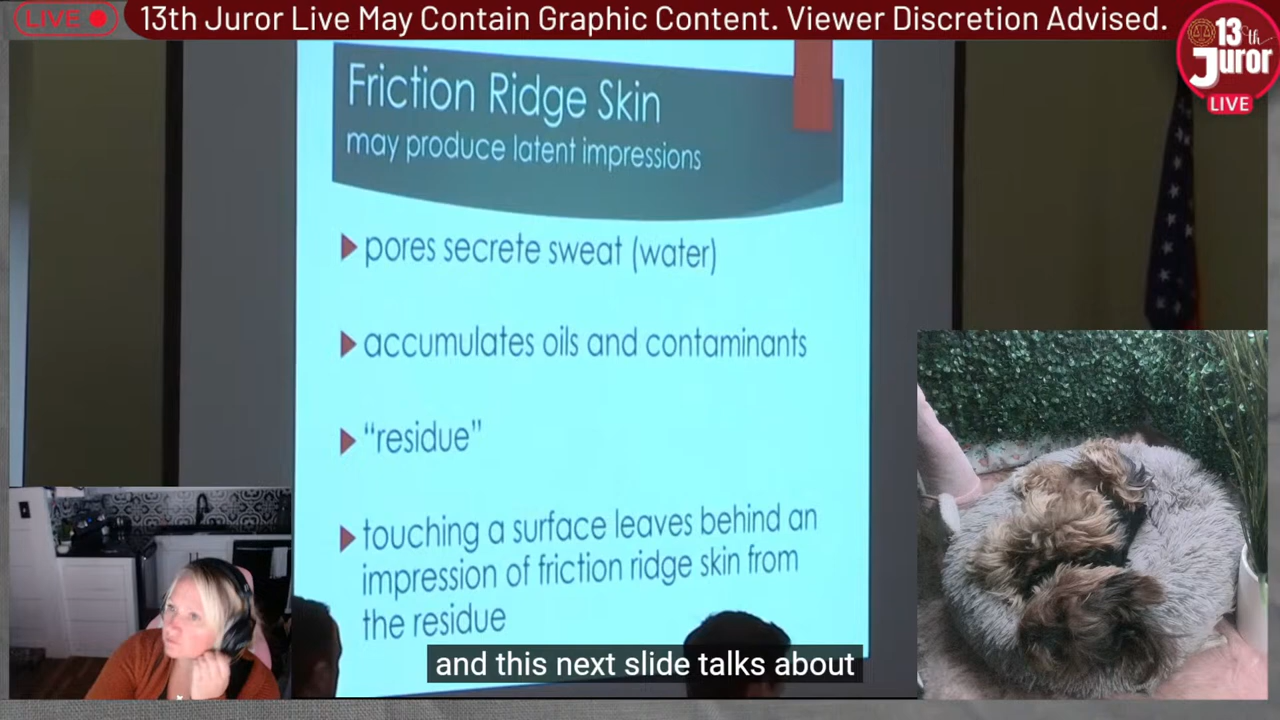 LIVE
13th Juror Live May Contain Graphic Content. Viewer Discretion Advised.
13th
Juror
LIVE
Friction Ridge Skin
may produce latent impressions
pores secrete sweat (water)
accumulates oils and contaminants
“residue”
touching a surface leaves behind an
impression of friction ridge skin from
the residue
and this next slide talks about